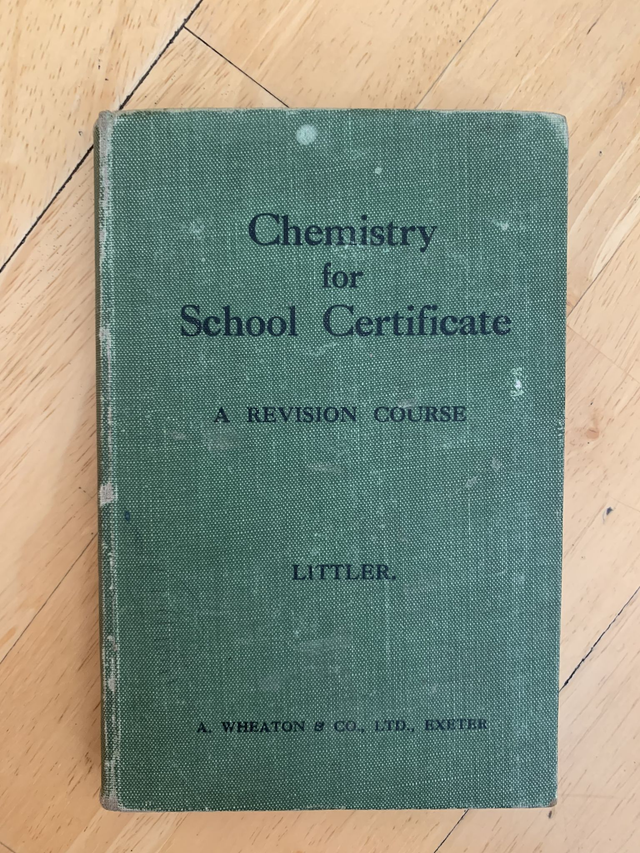 Chemistry
for
School Certificate
A REVISION COURSE
LITTLER.
A. WHEATON & CO., LTD., EXETER